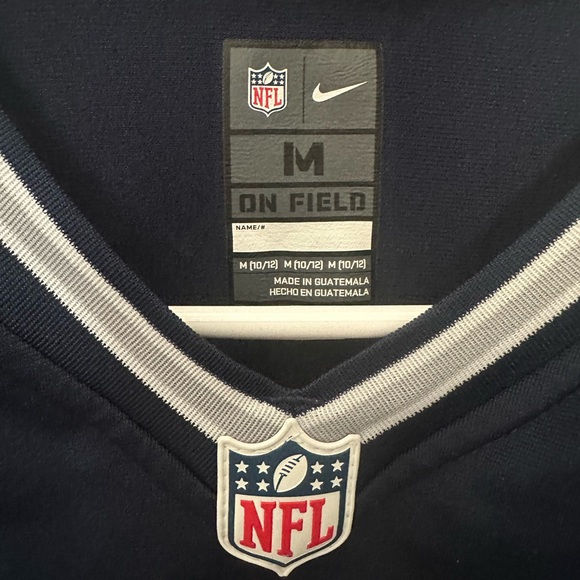 NFL
M
ON FIELD
NAME/#
M (10/12) M (10/12) M (10/12)
MADE IN GUATEMALA
HECHO EN GUATEMALA
NFL